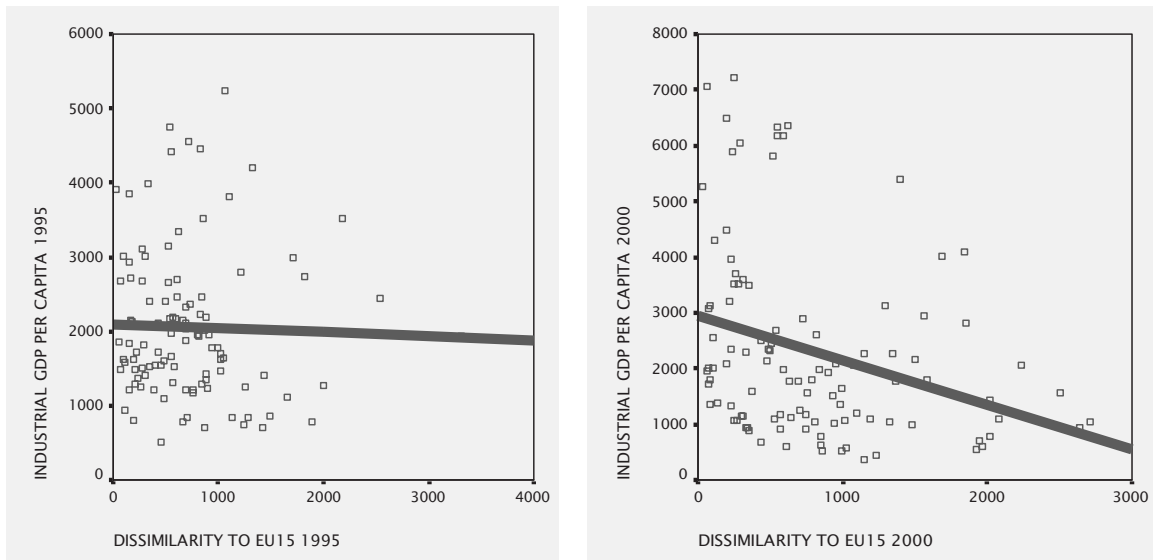 INDUSTRIAL GDP PER CAPITA 1995
6000
5000
4000
3000
2000
1000
0
0 1000 2000 3000 4000
DISSIMILARITY TO EU15 1995
INDUSTRIAL GDP PER CAPITA 2000
8000
7000
6000
5000
4000
3000
2000
1000
0
0 1000 2000 3000
DISSIMILARITY TO EU15 2000